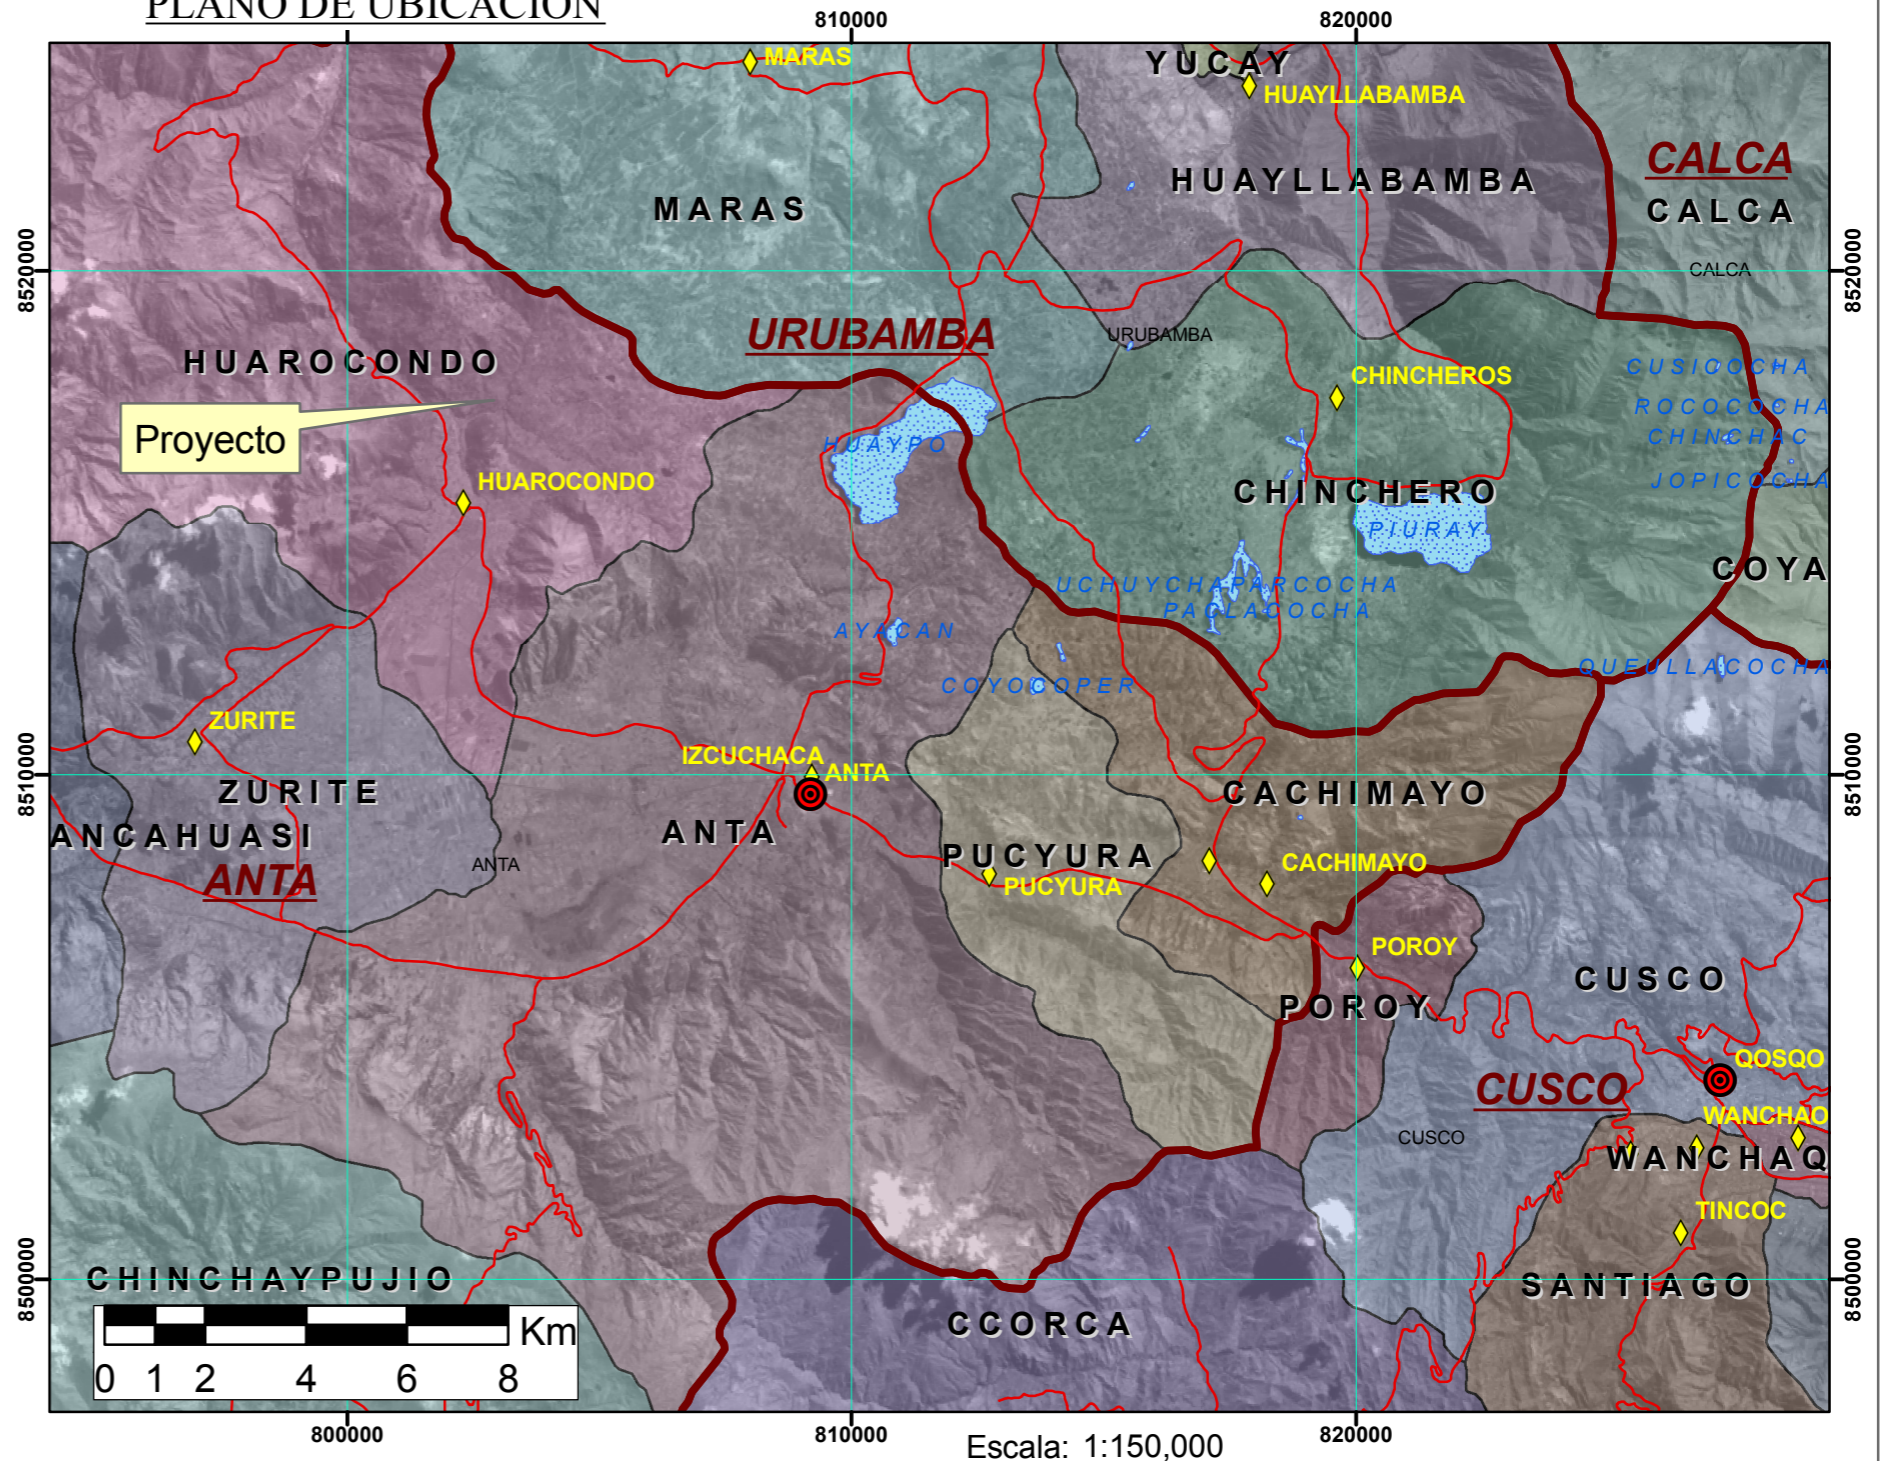 PLANO DE UBICACIÓN
810000
820000
MARAS
YUCAY
HUAYLLABAMBA
CALCA
HUAYLLABAMBA
MARAS
CALCA
8520000
CALCA
8520000
URUBAMBA
URUBAMBA
HUAROCONDO
CUSICOCHA
CHINCHEROS
ROCOCOCHA
Proyecto
HUAYPO
CHINCHAC
HUAROCONDO
JOPICOCHA
CHINCHERO
PIURAY
COYA
UCHUYCHAPARCOCHA
PACLACOCHA
AYACAN
QUEULLACOCHA
COYOCOPER
ZURITE
IZCUCHACA
ANTA
8510000
8510000
ZURITE
CACHIMAYO
ANCAHUASI
ANTA
PUCYURA
ANTA
CACHIMAYO
ANTA
PUCYURA
POROY
CUSCO
POROY
QOSQO
CUSCO
WANCHAO
CUSCO
WANCHAQ
TINCOC
8500000
CHINCHAYPUJIO
SANTIAGO
8500000
CCORCA
Km
0 1 2 4 6 8
800000
810000
820000
Escala: 1:150,000